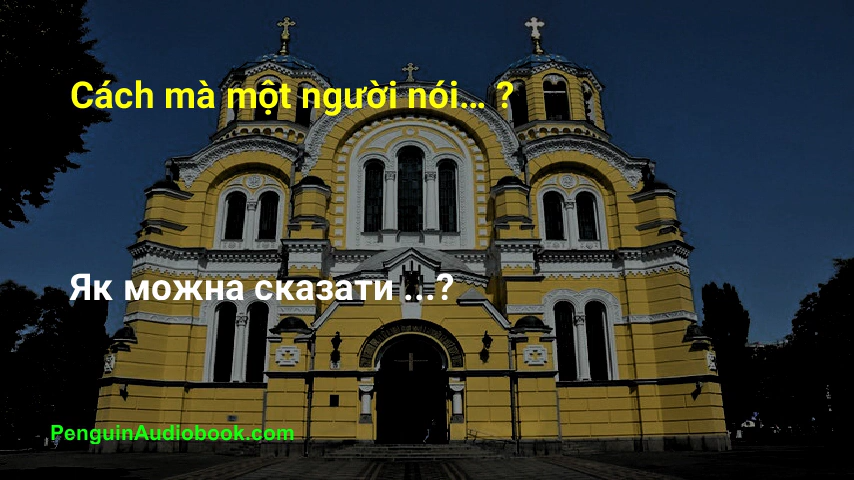 Cách mà một người nói… ?
Як можна сказати ...?
PenguinAudiobook.com